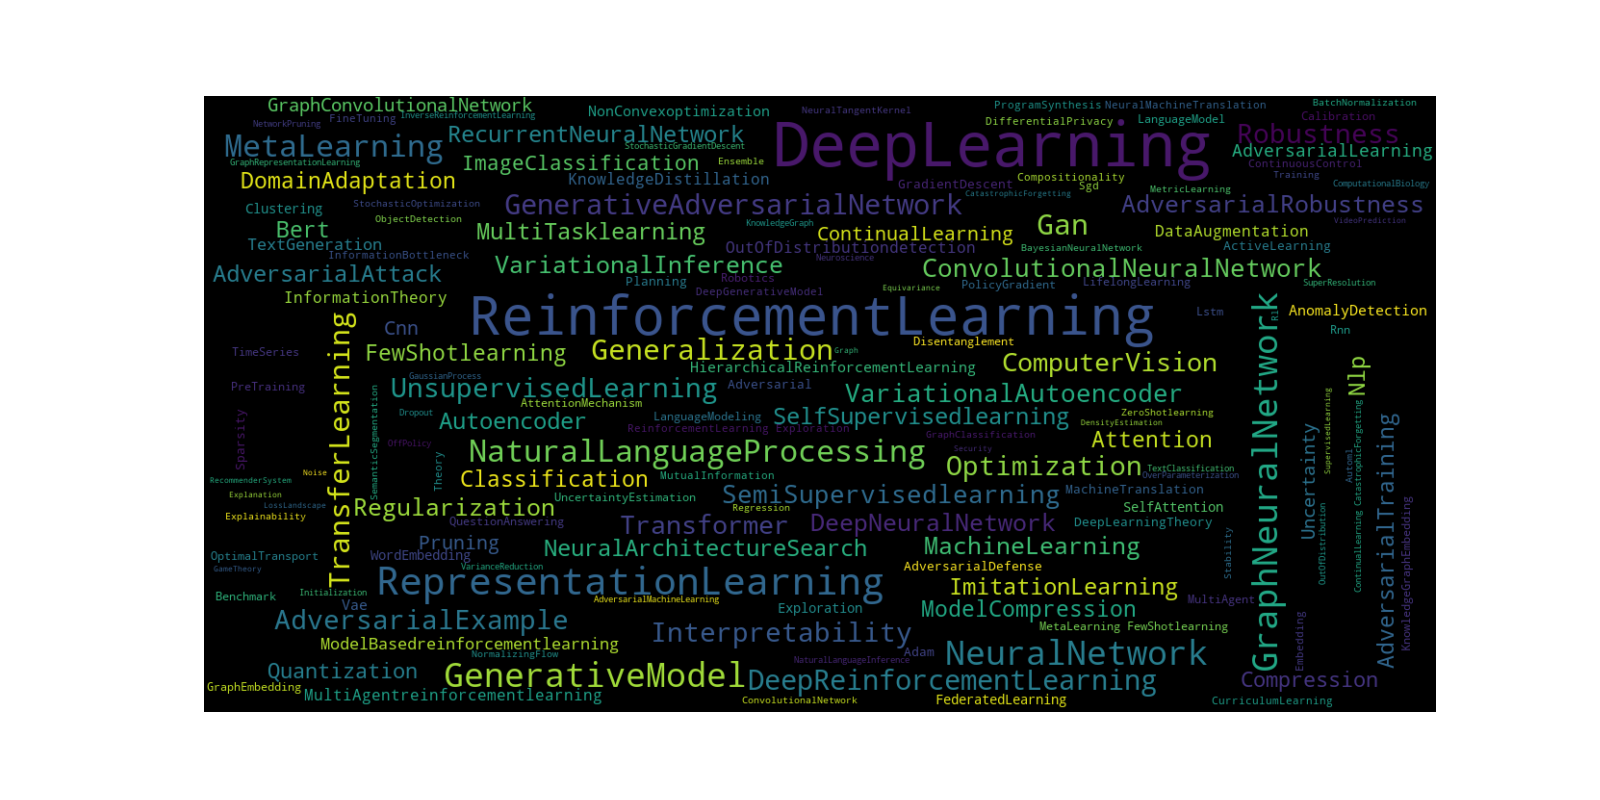 GraphConvolutionalNetwork
NonConvexoptimization
NeuralTangentKernel
ProgramSynthesis
NeuralMachineTranslation
BatchNormalization
NetworkPruning
FineTuning
InverseReinforcementLearning
DifferentialPrivacy
LanguageModel
Calibration
MetaLearning
RecurrentNeuralNetwork
StochasticGradientDescent
DeepLearning
Robustness
AdversarialLearning
GraphRepresentationLearning
ImageClassification
Ensemble
ContinuousControl
DomainAdaptation
KnowledgeDistillation
GradientDescent
Compositionality
Sgd
CatastrophicForgetting
MetricLearning
Training
ComputationalBiology
Clustering
StochasticOptimization
ObjectDetection
GenerativeAdversarialNetwork
AdversarialRobustness
VideoPrediction
Bert
MultiTasklearning
KnowledgeGraph
ContinualLearning
Gan
DataAugmentation
TextGeneration
InformationBottleneck
OutOfDistributiondetection
BayesianNeuralNetwork
ActiveLearning
AdversarialAttack
VariationalInference
Neuroscience
ConvolutionalNeuralNetwork
Planning
Robotics
DeepGenerativeModel
Equivariance
PolicyGradient
LifelongLearning
SuperResolution
InformationTheory
ReinforcementLearning
Lstm
Rl
AnomalyDetection
Cnn
Rnn
TimeSeries
TransferLearning
FewShotlearning
Generalization
Graph
Disentanglement
ComputerVision
GraphNeuralNetwork
Nlp
HierarchicalReinforcementLearning
PreTraining
GaussianProcess
UnsupervisedLearning
Adversarial
VariationalAutoencoder
AttentionMechanism
Sparsity
SemanticSegmentation
Dropout
Autoencoder
LanguageModeling
SelfSupervisedlearning
ZeroShotlearning
DensityEstimation
ReinforcementLearning Exploration
GraphClassification
OffPolicy
Theory
NaturalLanguageProcessing
Security
Attention
Uncertainty
SupervisedLearning
Automl
ContinualLearning CatastrophicForgetting
AdversarialTraining
Noise
RecommenderSystem
Classification
MutualInformation
Optimization
TextClassification
OverParameterization
Explanation
LossLandscape
Explainability
Regularization
UncertaintyEstimation
SemiSupervisedlearning
MachineTranslation
Regression
SelfAttention
QuestionAnswering
Transformer
DeepNeuralNetwork
DeepLearningTheory
Stability
OutOfDistribution
KnowledgeGraphEmbedding
Pruning
OptimalTransport
WordEmbedding
NeuralArchitectureSearch
MachineLearning
GameTheory
VarianceReduction
AdversarialDefense
RepresentationLearning
ImitationLearning
Benchmark
Initialization
Vae
AdversarialMachineLearning
Exploration
ModelCompression
MultiAgent
AdversarialExample
Interpretability
MetaLearning FewShotlearning
Embedding
ModelBasedreinforcementlearning
NormalizingFlow
NaturalLanguageInference
Adam
NeuralNetwork
Quantization
GenerativeModel
DeepReinforcementLearning
Compression
GraphEmbedding
MultiAgentreinforcementlearning
ConvolutionalNetwork
FederatedLearning
CurriculumLearning